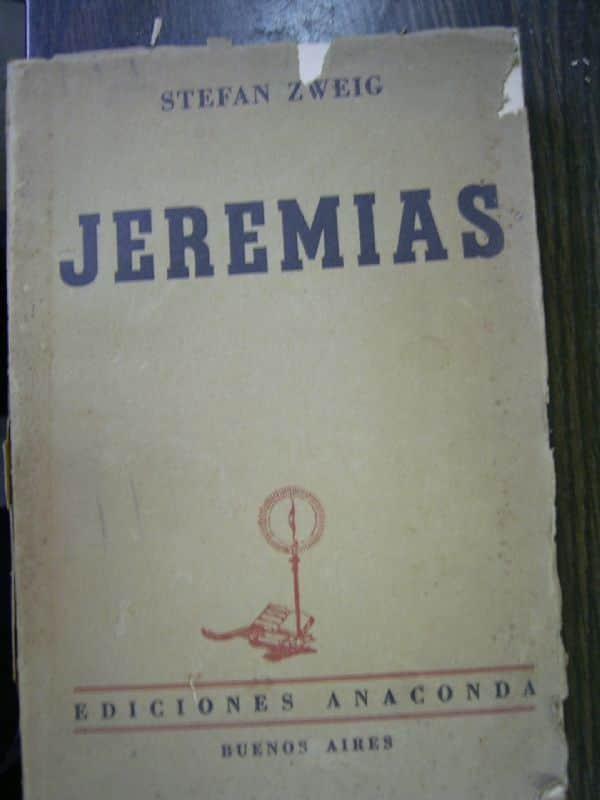 STEFAN ZWEIG
JEREMIAS
EDICIONES ANACONDA
BUENOS AIRES